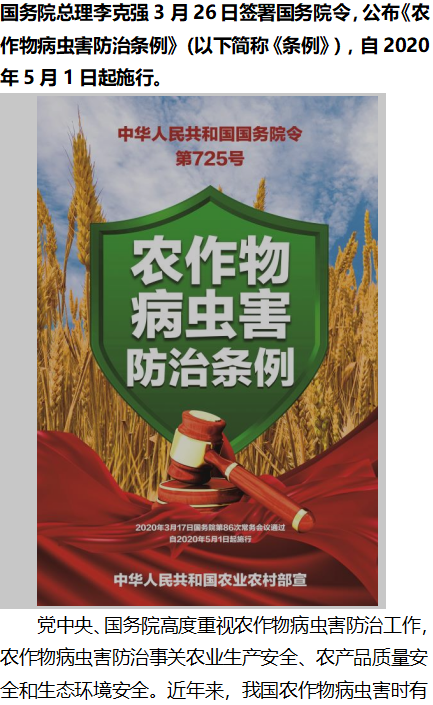 国务院总理李克强 3 月 26 日签署国务院令，公布《农
作物病虫害防治条例》（以下简称《条例》），自 2020
年 5 月 1 日起施行。
中华人民共和国国务院令
第725号
农作物
病虫害
防治条例
2020年3月17日国务院第86次常务会议通过
自2020年5月1日起施行
中华人民共和国农业农村部宣
党中央、国务院高度重视农作物病虫害防治工作，
农作物病虫害防治事关农业生产安全、农产品质量安
全和生态环境安全。近年来，我国农作物病虫害时有